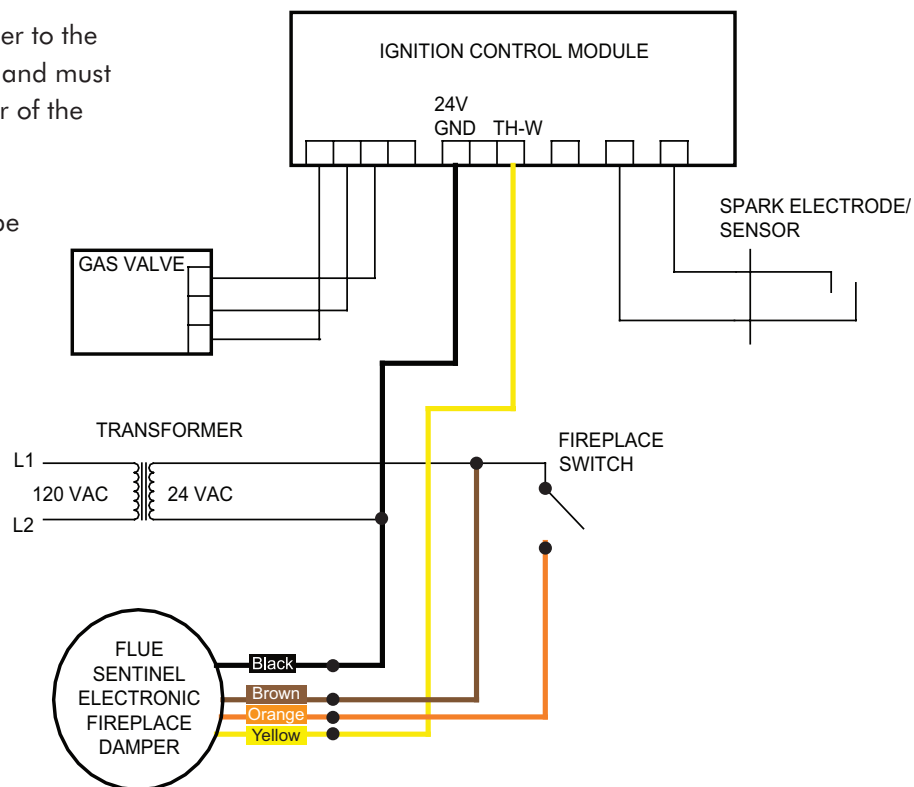 er to the
and must
r of the
be
IGNITION CONTROL MODULE
24V
GND TH-W
GAS VALVE
SPARK ELECTRODE/
SENSOR
TRANSFORMER
L1
120 VAC 24 VAC
L2
FIREPLACE
SWITCH
FLUE
SENTINEL
ELECTRONIC
FIREPLACE
DAMPER
Black
Brown
Orange
Yellow